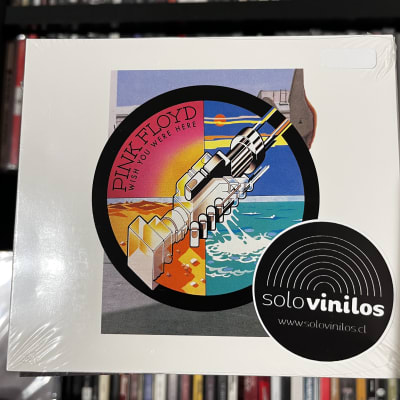 PINK FLOYD
WISH YOU WERE HERE
solovinilos
www.solovinilos.cl